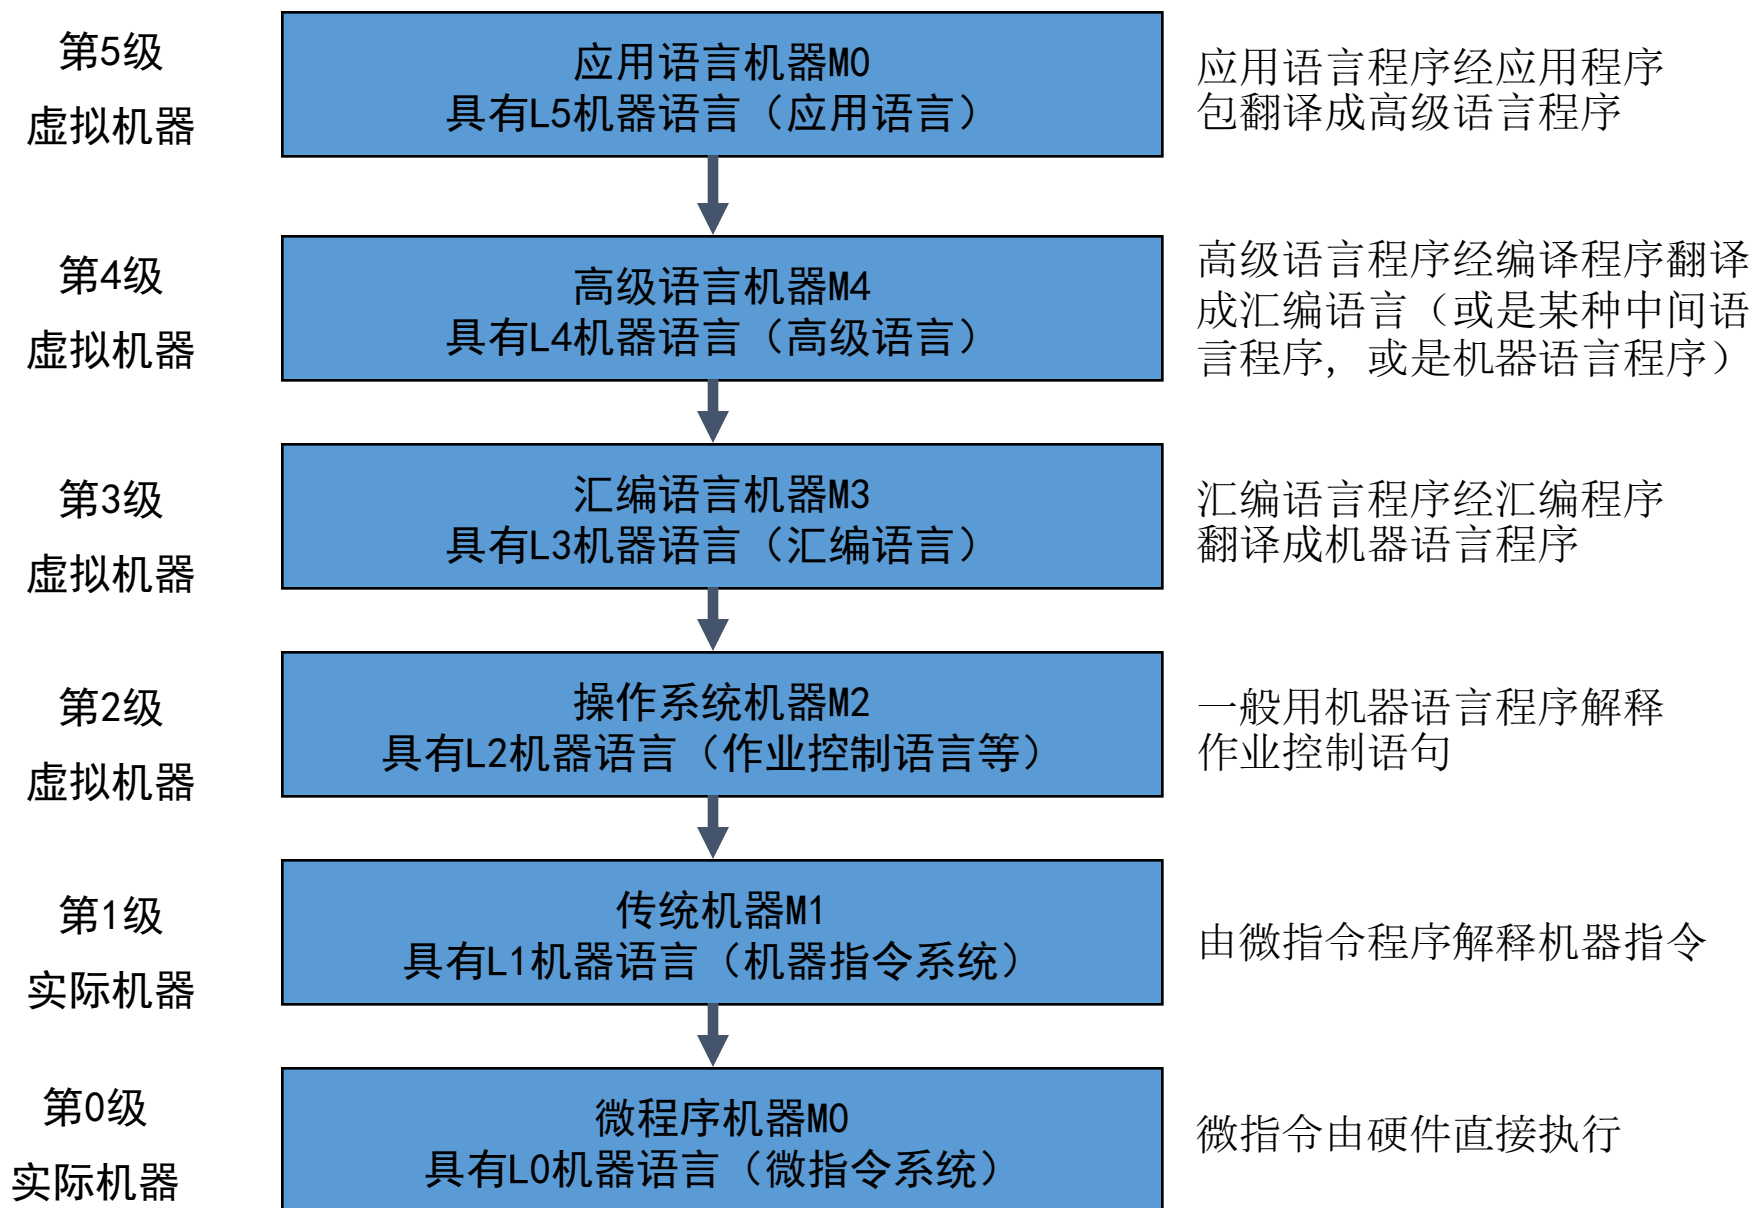 第5级
虚拟机器
应用语言机器M0
具有L5机器语言（应用语言）
应用语言程序经应用程序
包翻译成高级语言程序
第4级
虚拟机器
高级语言机器M4
具有L4机器语言（高级语言）
高级语言程序经编译程序翻译
成汇编语言（或是某种中间语
言程序, 或是机器语言程序）
第3级
虚拟机器
汇编语言机器M3
具有L3机器语言（汇编语言）
汇编语言程序经汇编程序
翻译成机器语言程序
第2级
虚拟机器
操作系统机器M2
具有L2机器语言（作业控制语言等）
一般用机器语言程序解释
作业控制语句
第1级
实际机器
传统机器M1
具有L1机器语言（机器指令系统）
由微指令程序解释机器指令
第0级
实际机器
微程序机器M0
具有L0机器语言（微指令系统）
微指令由硬件直接执行